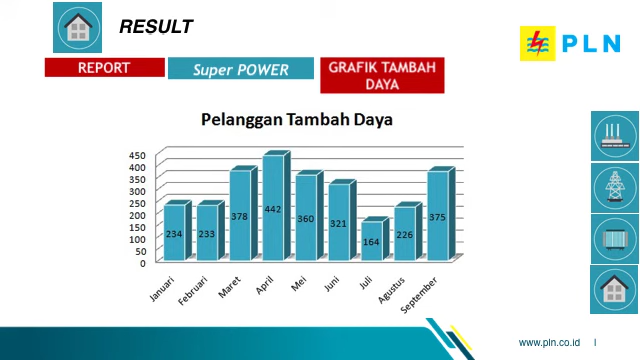 RESULT
PLN
REPORT
Super POWER
GRAFIK TAMBAH
DAYA
Pelanggan Tambah Daya
450
400
350
300
250
200
150
100
50
0
234
233
378
442
360
321
164
226
375
Januari
Februari
Maret
April
Mei
Juni
Juli
Agustus
September
www.pln.co.id |